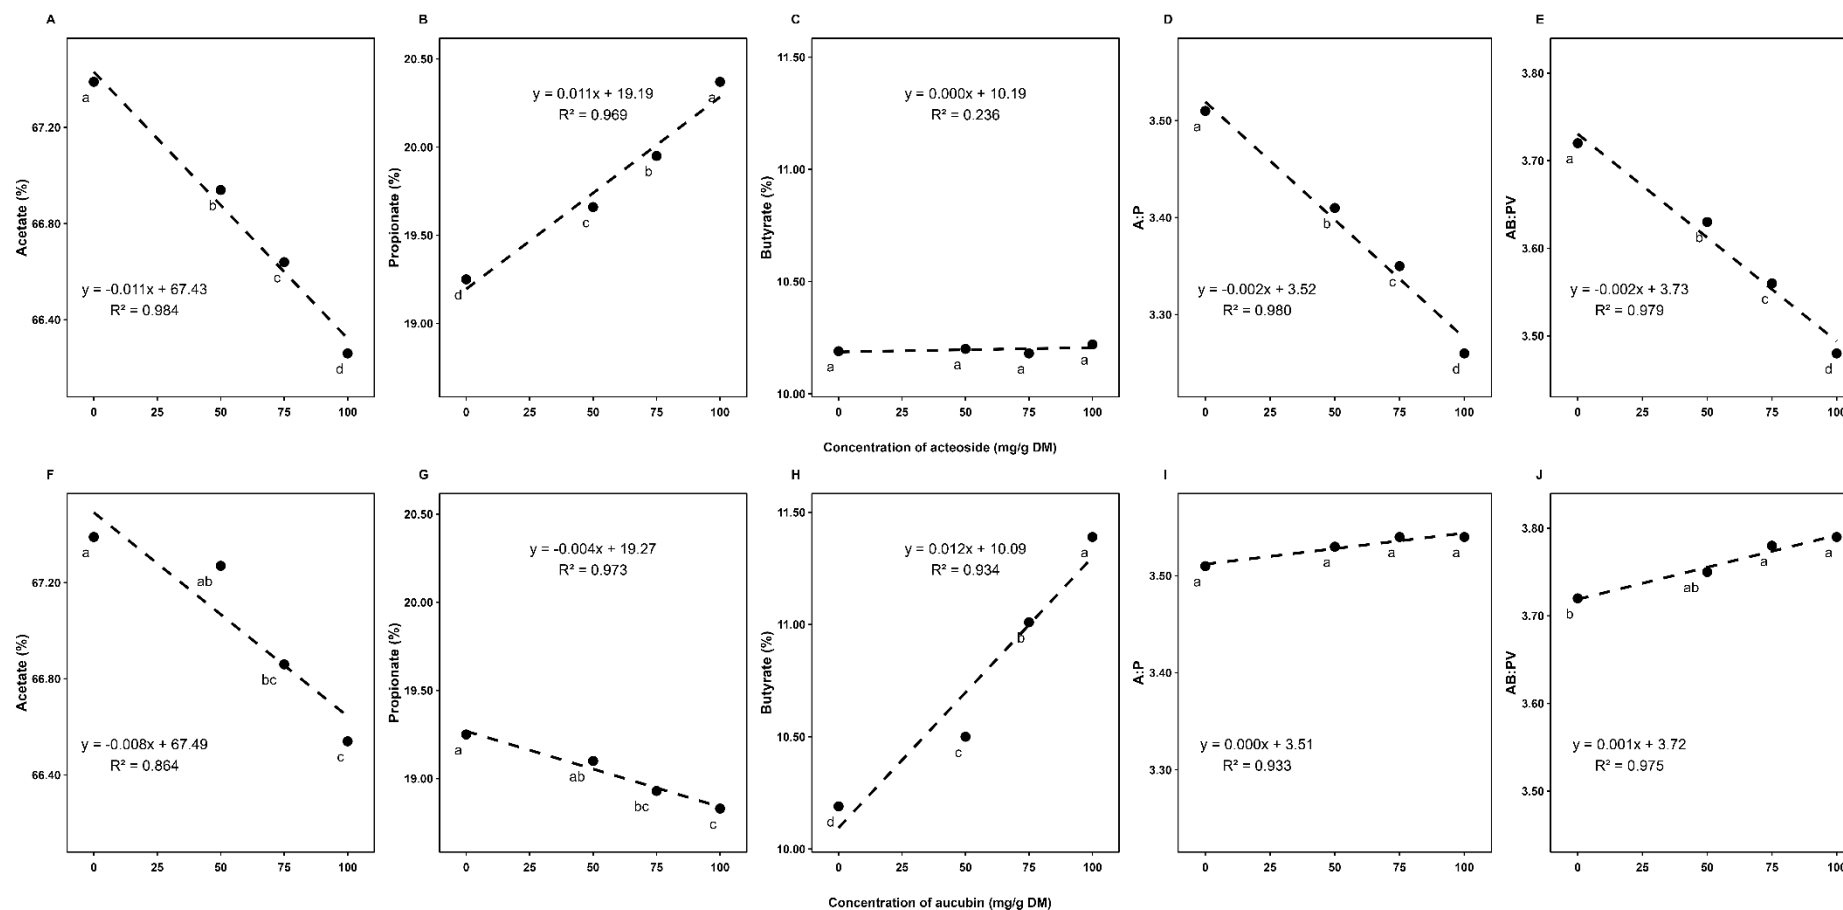 A
Acetate (%)
67.20
66.80
66.40
a
b
c
d
y = -0.011x + 67.43
R² = 0.984
0
25
50
75
100
B
Propionate (%)
20.50
20.00
19.50
19.00
y = 0.011x + 19.19
R² = 0.969
a
b
c
d
0
25
50
75
100
C
Butyrate (%)
11.50
11.00
10.50
10.00
y = 0.000x + 10.19
R² = 0.236
a
a
a
a
0
25
50
75
100
D
A:P
3.50
3.40
3.30
a
b
c
d
y = -0.002x + 3.52
R² = 0.980
0
25
50
75
100
E
AB:PV
3.80
3.70
3.60
3.50
a
b
c
d
y = -0.002x + 3.73
R² = 0.979
0
25
50
75
100
Concentration of acteoside (mg/g DM)
F
Acetate (%)
67.20
66.80
66.40
a
ab
bc
c
y = -0.008x + 67.49
R² = 0.864
0
25
50
75
100
G
Propionate (%)
20.50
20.00
19.50
19.00
y = -0.004x + 19.27
R² = 0.973
a
ab
bc
c
0
25
50
75
100
H
Butyrate (%)
11.50
11.00
10.50
10.00
y = 0.012x + 10.09
R² = 0.934
a
b
c
d
0
25
50
75
100
I
A:P
3.50
3.40
3.30
a
a
a
a
y = 0.000x + 3.51
R² = 0.933
0
25
50
75
100
J
AB:PV
3.80
3.70
3.60
3.50
b
ab
a
a
y = 0.001x + 3.72
R² = 0.975
0
25
50
75
100
Concentration of aucubin (mg/g DM)